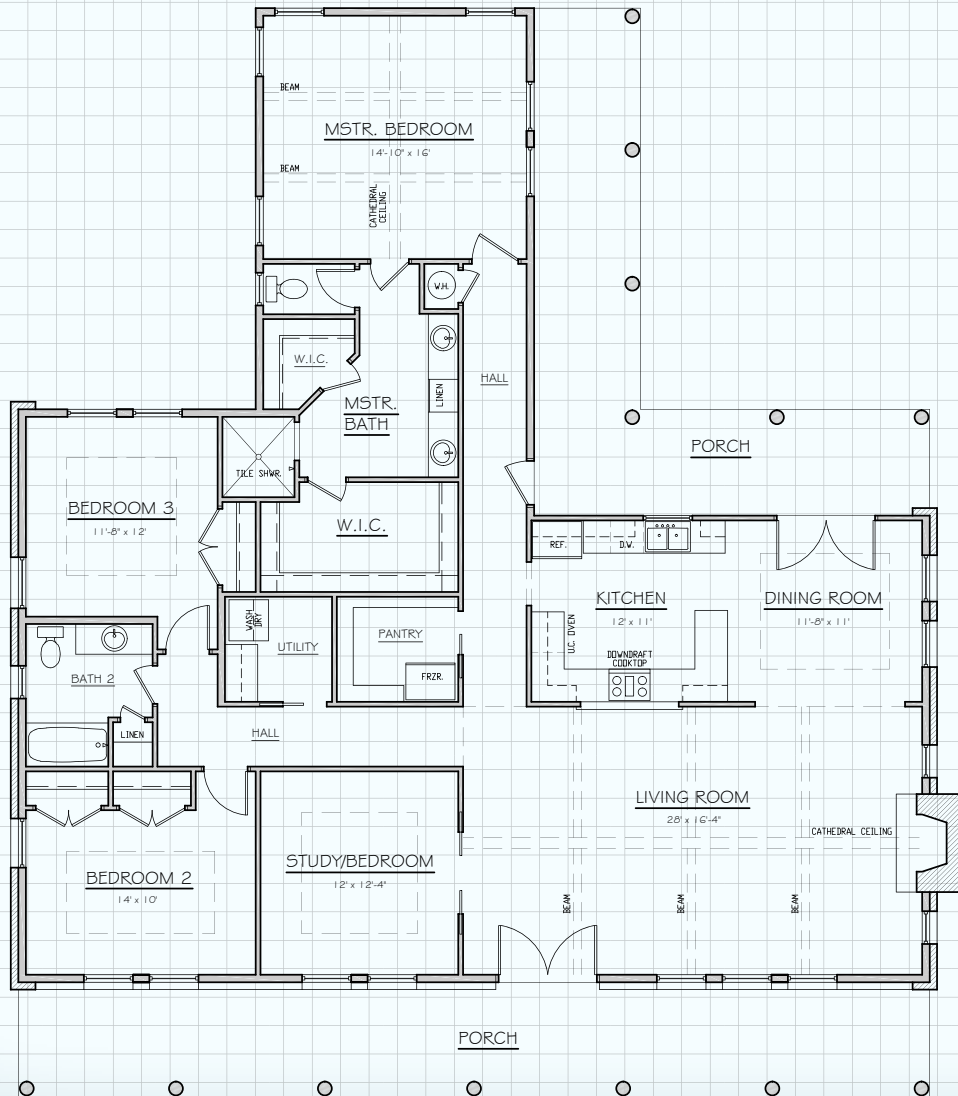 BEAM
MSTR. BEDROOM
14'-10" x 16'
BEAM
CATHEDRAL
CEILING
W.H.
W.I.C.
HALL
LINEN
MSTR.
BATH
PORCH
TILE SHWR.
BEDROOM 3
11'-8" x 12'
W.I.C.
REF.
D.W.
KITCHEN
12' x 11'
DINING ROOM
11'-8" x 11'
WASH
DRY
UTILITY
PANTRY
U.C. OVEN
DOWNDRAFT
COOKTOP
BATH 2
FRZR.
LINEN
HALL
LIVING ROOM
28' x 16'-4"
CATHEDRAL CEILING
STUDY/BEDROOM
12' x 12'-4"
BEDROOM 2
14' x 10'
BEAM
BEAM
BEAM
PORCH